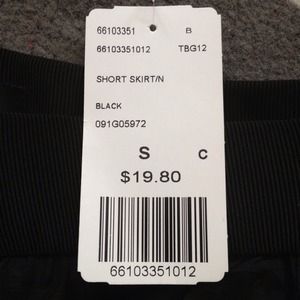 66103351 B
66103351012 TBG12
SHORT SKIRT/N
BLACK
091G05972
S C
$19.80
66103351012